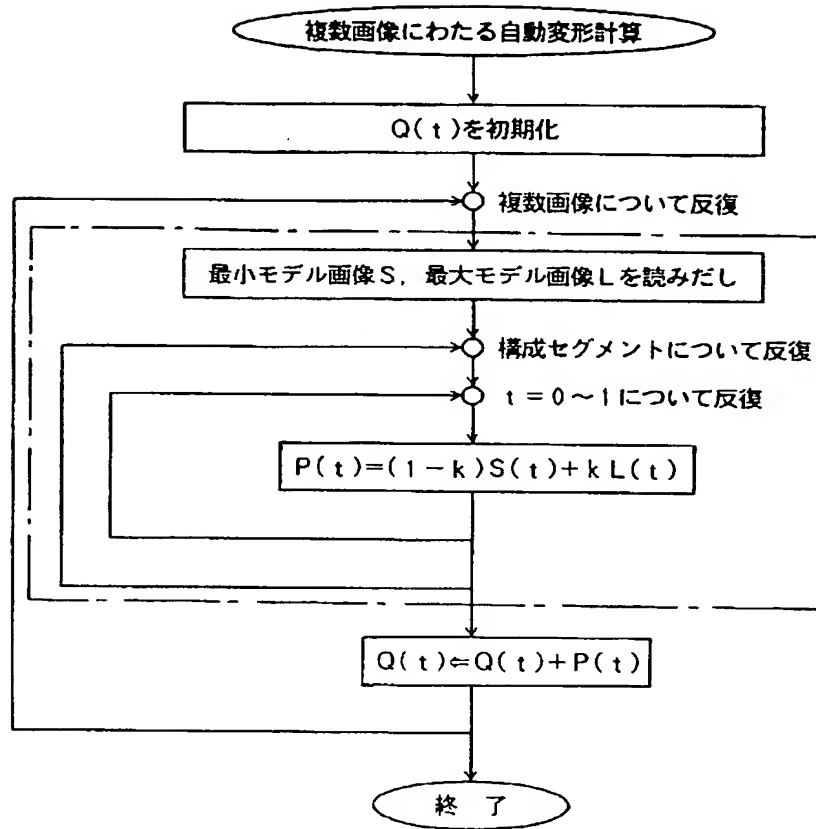 複数画像にわたる自動変形計算
Q(t)を初期化
複数画像について反復
最小モデル画像S，最大モデル画像Lを読みだし
構成セグメントについて反復
t=0～1について反復
P(t)=(1-k)S(t)+kL(t)
Q(t)⇐Q(t)+P(t)
終 了